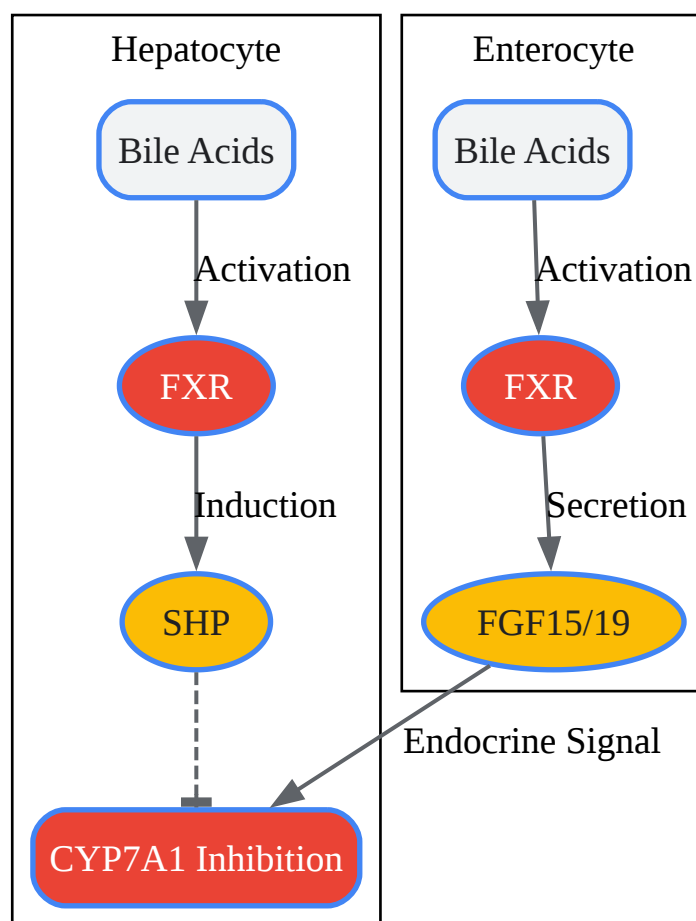 Hepatocyte
Bile Acids
Activation
FXR
Induction
SHP
CYP7A1 Inhibition
Enterocyte
Bile Acids
Activation
FXR
Secretion
FGF15/19
Endocrine Signal